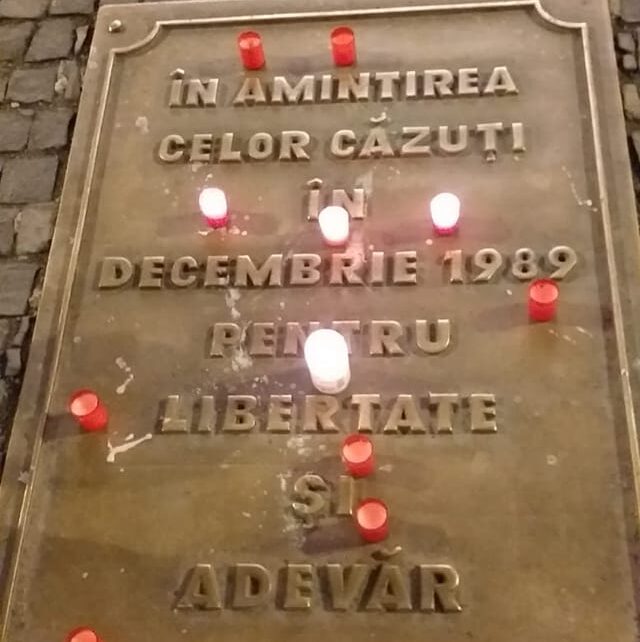 ÎN AMINTIREA
CELOR CĂZUȚI
ÎN
DECEMBRIE 1989
PENTRU
LIBERTATE
ȘI
ADEVĂR